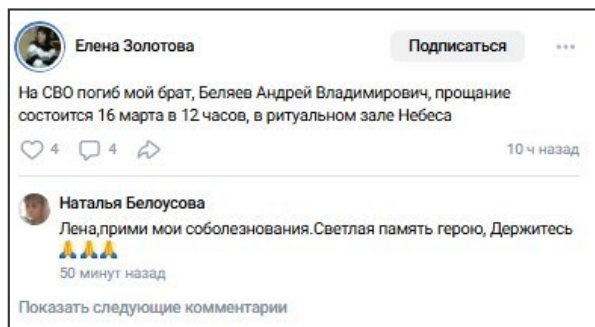 Елена Золотова
Подписаться
На СВО погиб мой брат, Беляев Андрей Владимирович, прощание
состоится 16 марта в 12 часов, в ритуальном зале Небеса
4 4 10 ч назад
Наталья Белоусова
Лена,прими мои соболезнования.Светлая память герою, Держитесь
🙏🙏🙏
50 минут назад
Показать следующие комментарии